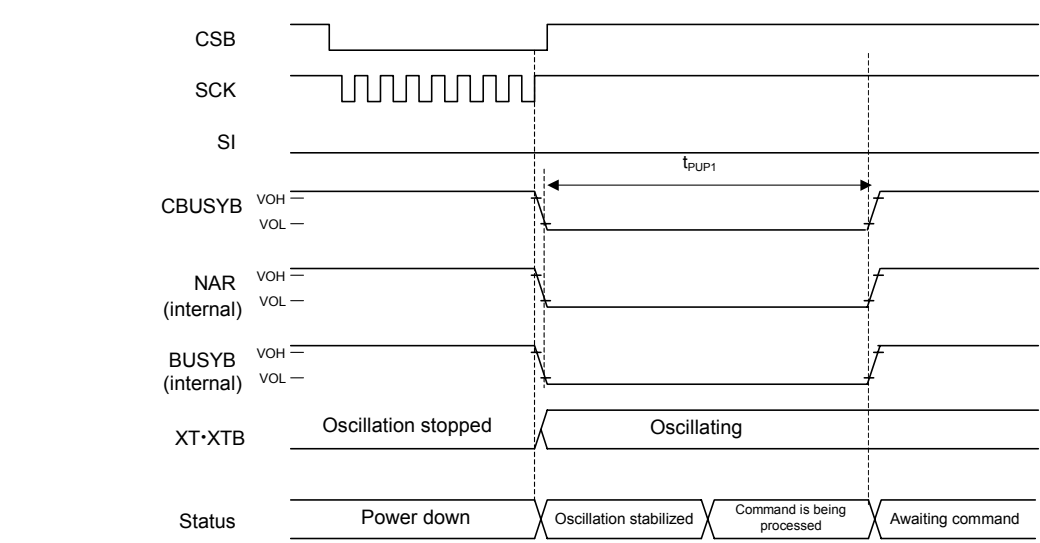 CSB
SCK
SI
tPUP1
CBUSYB
VOH
VOL
NAR
(internal)
VOH
VOL
BUSYB
(internal)
VOH
VOL
XT・XTB
Oscillation stopped
Oscillating
Status
Power down
Oscillation stabilized
Command is being
processed
Awaiting command